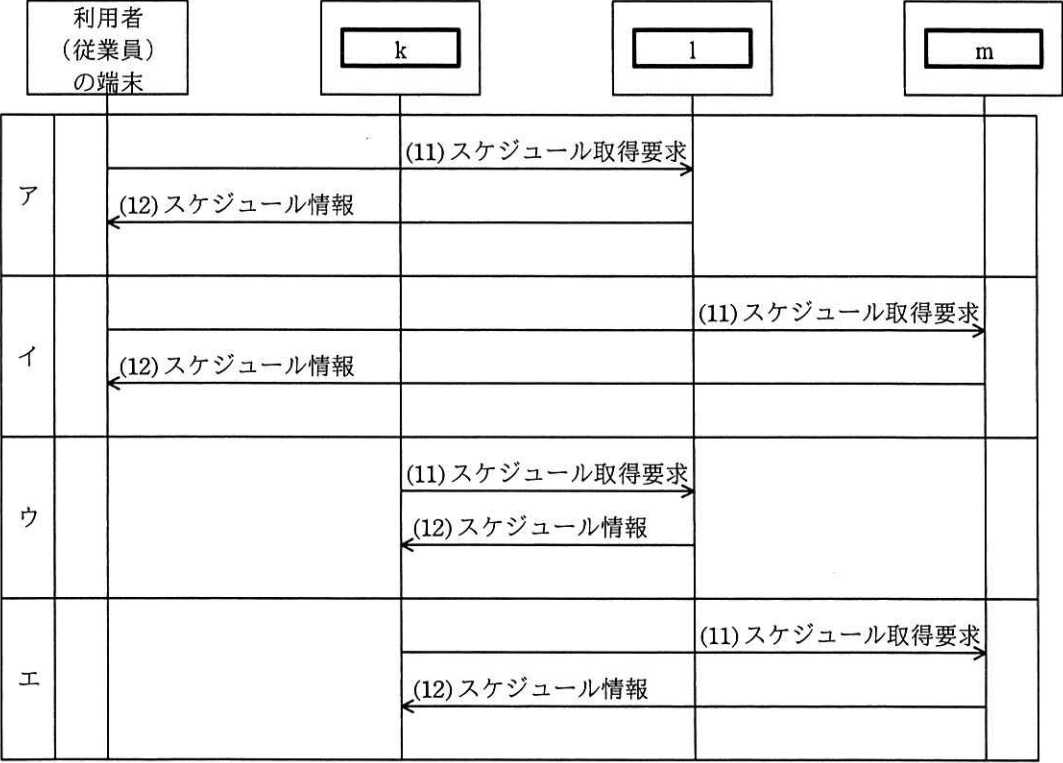 利用者
（従業員）
の端末
k
l
m
ア
(11)スケジュール取得要求
(12)スケジュール情報
イ
(11)スケジュール取得要求
(12)スケジュール情報
ウ
(11)スケジュール取得要求
(12)スケジュール情報
エ
(11)スケジュール取得要求
(12)スケジュール情報